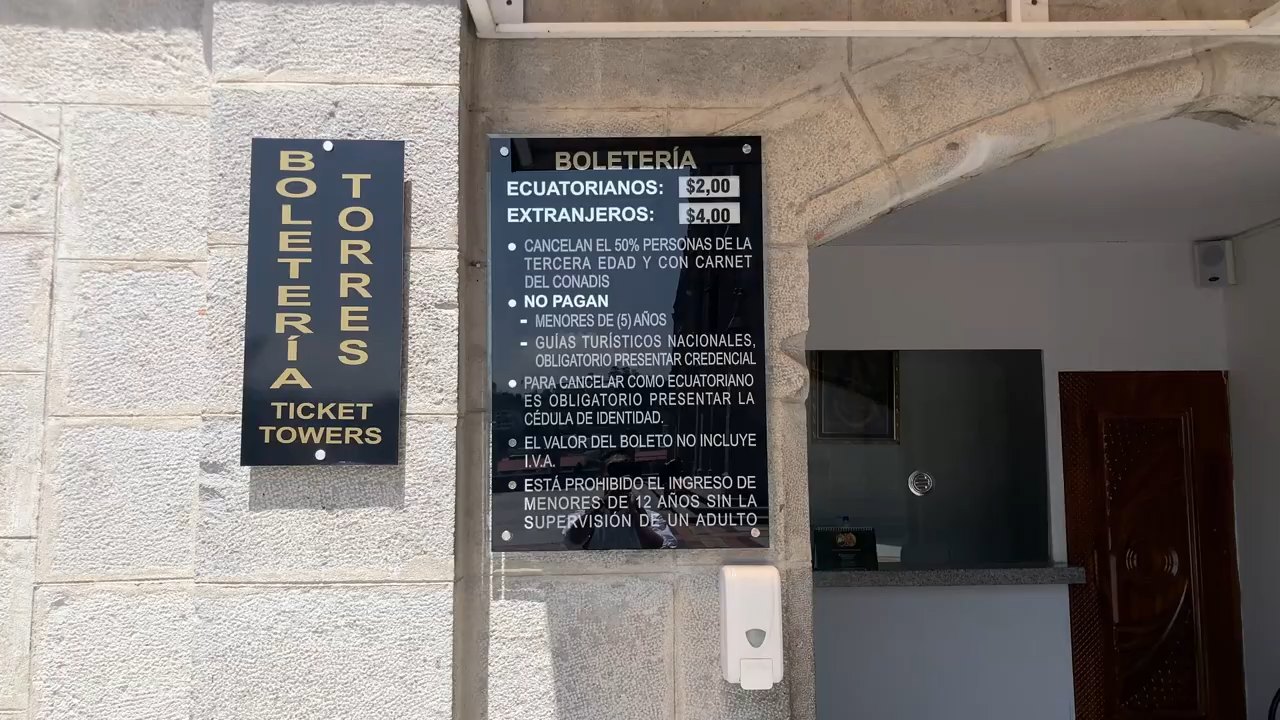 BOLETERÍA
TORRES
TICKET
TOWERS
BOLETERÍA
ECUATORIANOS: $2,00
EXTRANJEROS: $4,00
• CANCELAN EL 50% PERSONAS DE LA
TERCERA EDAD Y CON CARNET
DEL CONADIS
• NO PAGAN
- MENORES DE (5) AÑOS
- GUÍAS TURÍSTICOS NACIONALES,
OBLIGATORIO PRESENTAR CREDENCIAL
• PARA CANCELAR COMO ECUATORIANO
ES OBLIGATORIO PRESENTAR LA
CÉDULA DE IDENTIDAD.
• EL VALOR DEL BOLETO NO INCLUYE
I.V.A.
• ESTÁ PROHIBIDO EL INGRESO DE
MENORES DE 12 AÑOS SIN LA
SUPERVISIÓN DE UN ADULTO